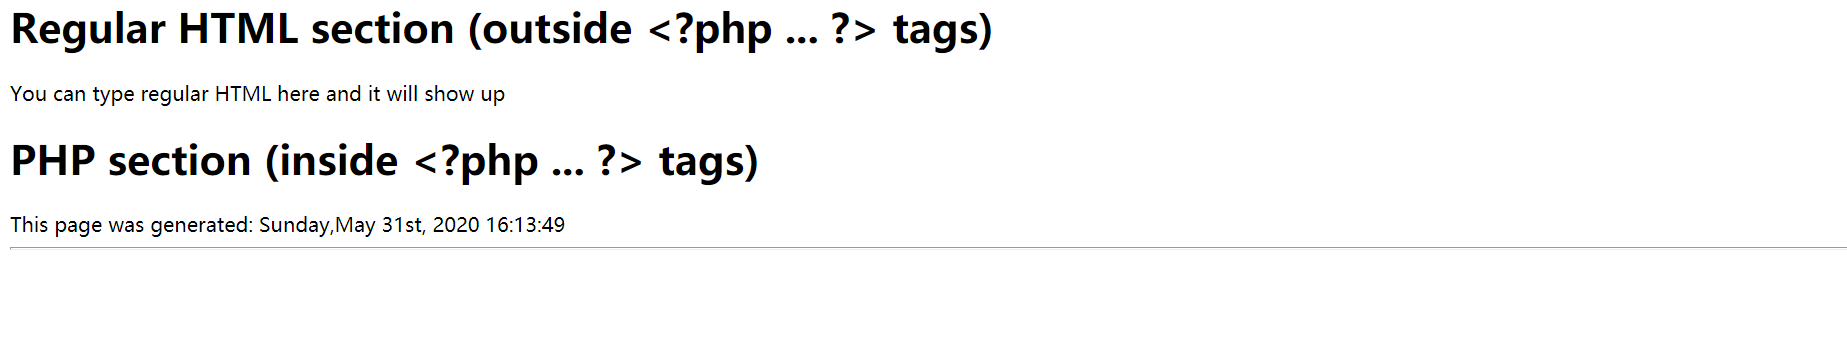 Regular HTML section (outside <?php ... ?> tags)
You can type regular HTML here and it will show up
PHP section (inside <?php ... ?> tags)
This page was generated: Sunday,May 31st, 2020 16:13:49